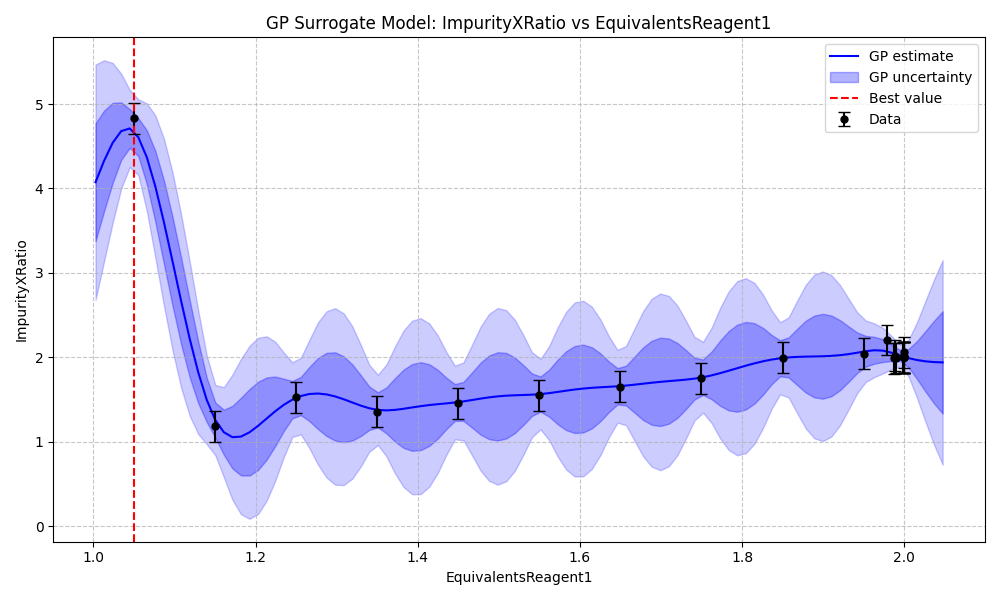 GP Surrogate Model: ImpurityXRatio vs EquivalentsReagent1
GP estimate
GP uncertainty
Best value
Data
ImpurityXRatio
5
4
3
2
1
0
1.0 1.2 1.4 1.6 1.8 2.0
EquivalentsReagent1